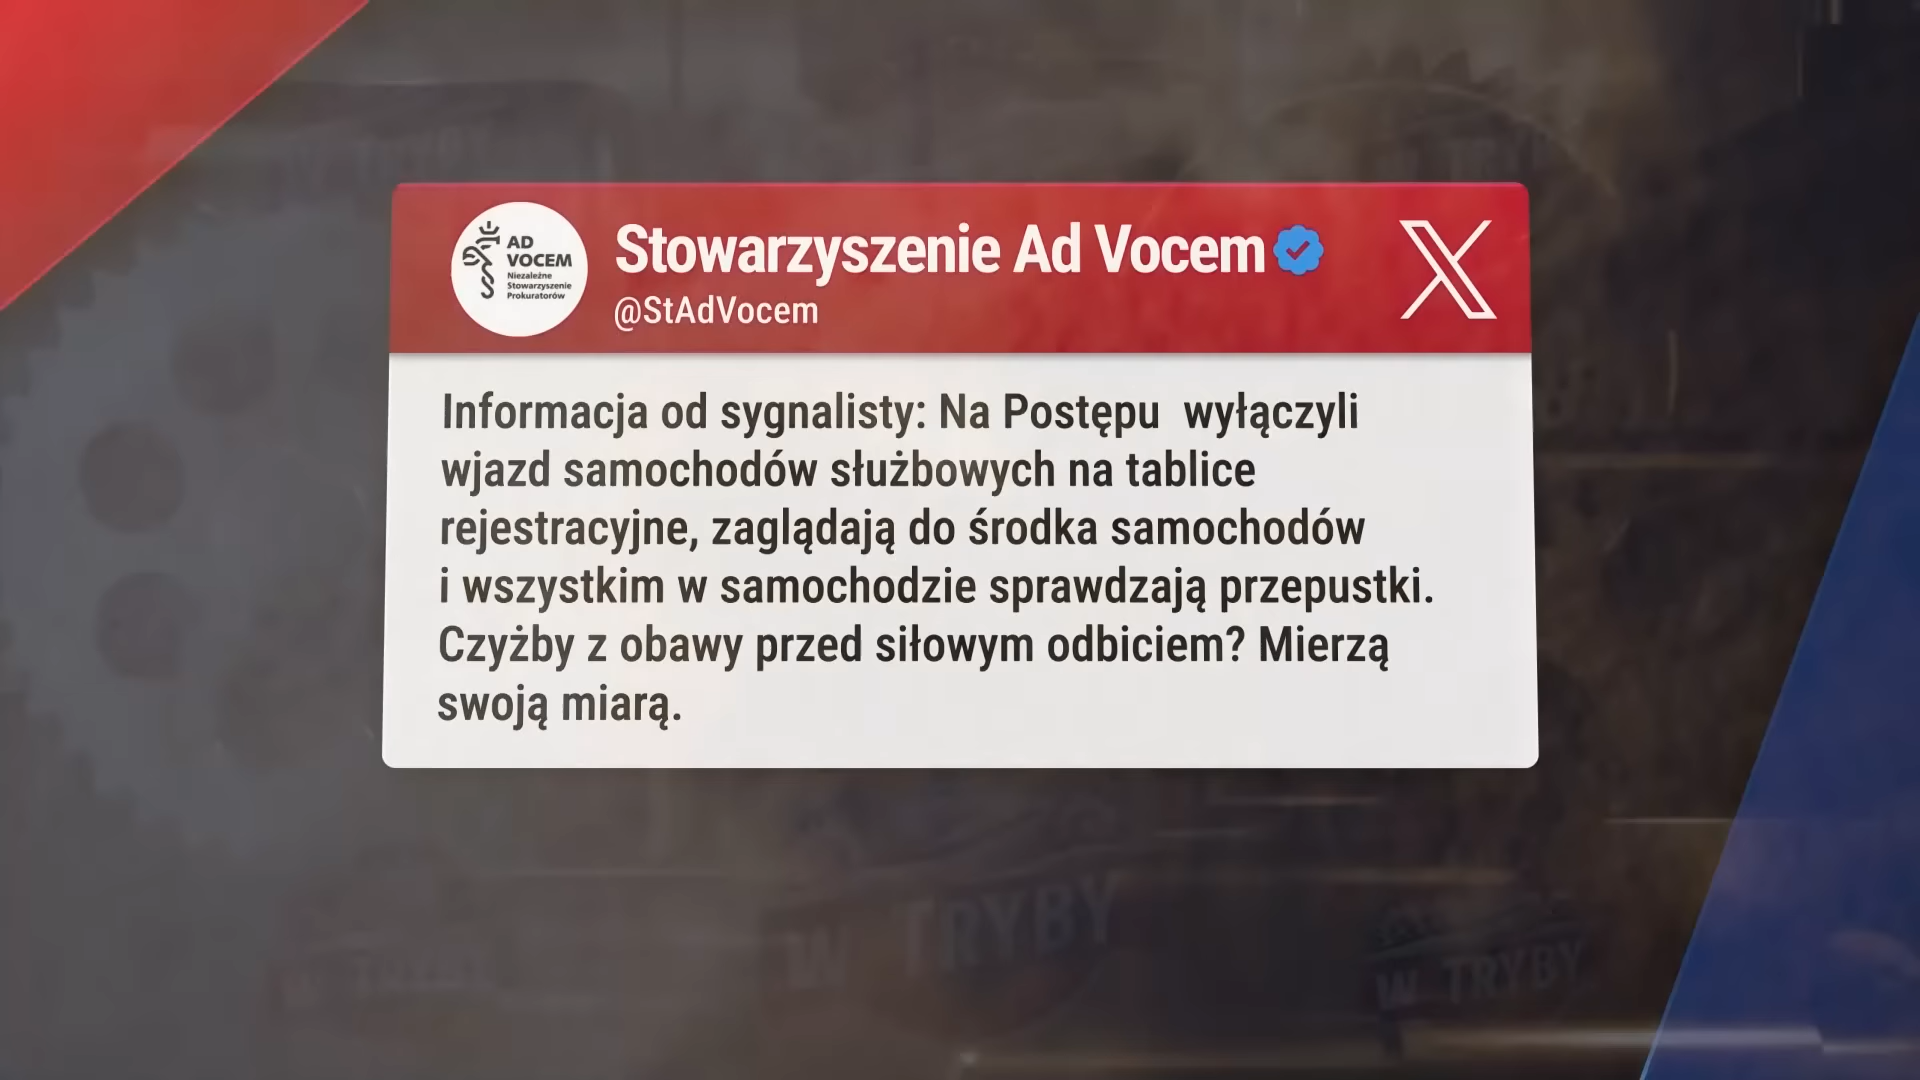 AD
VOCEM
Niezależne
Stowarzyszenie
Prokuratorów
Stowarzyszenie Ad Vocem
@StAdVocem
Informacja od sygnalisty: Na Postępu  wyłączyli
wjazd samochodów służbowych na tablice
rejestracyjne, zaglądają do środka samochodów
i wszystkim w samochodzie sprawdzają przepustki.
Czyżby z obawy przed siłowym odbiciem? Mierzą
swoją miarą.
W TRYBY
W TRYBY
W TRYBY